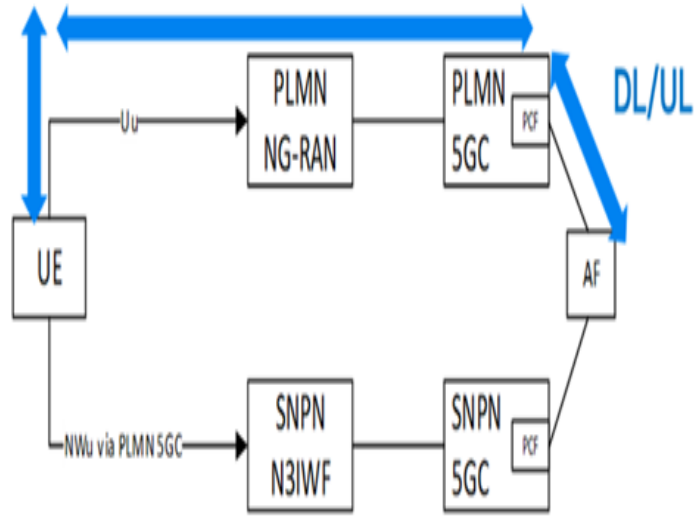 DL/UL
PLMN
NG-RAN
PLMN
5GC
PCF
Uu
UE
AF
NWu via PLMN 5GC
SNPN
N3IWF
SNPN
5GC
PCF